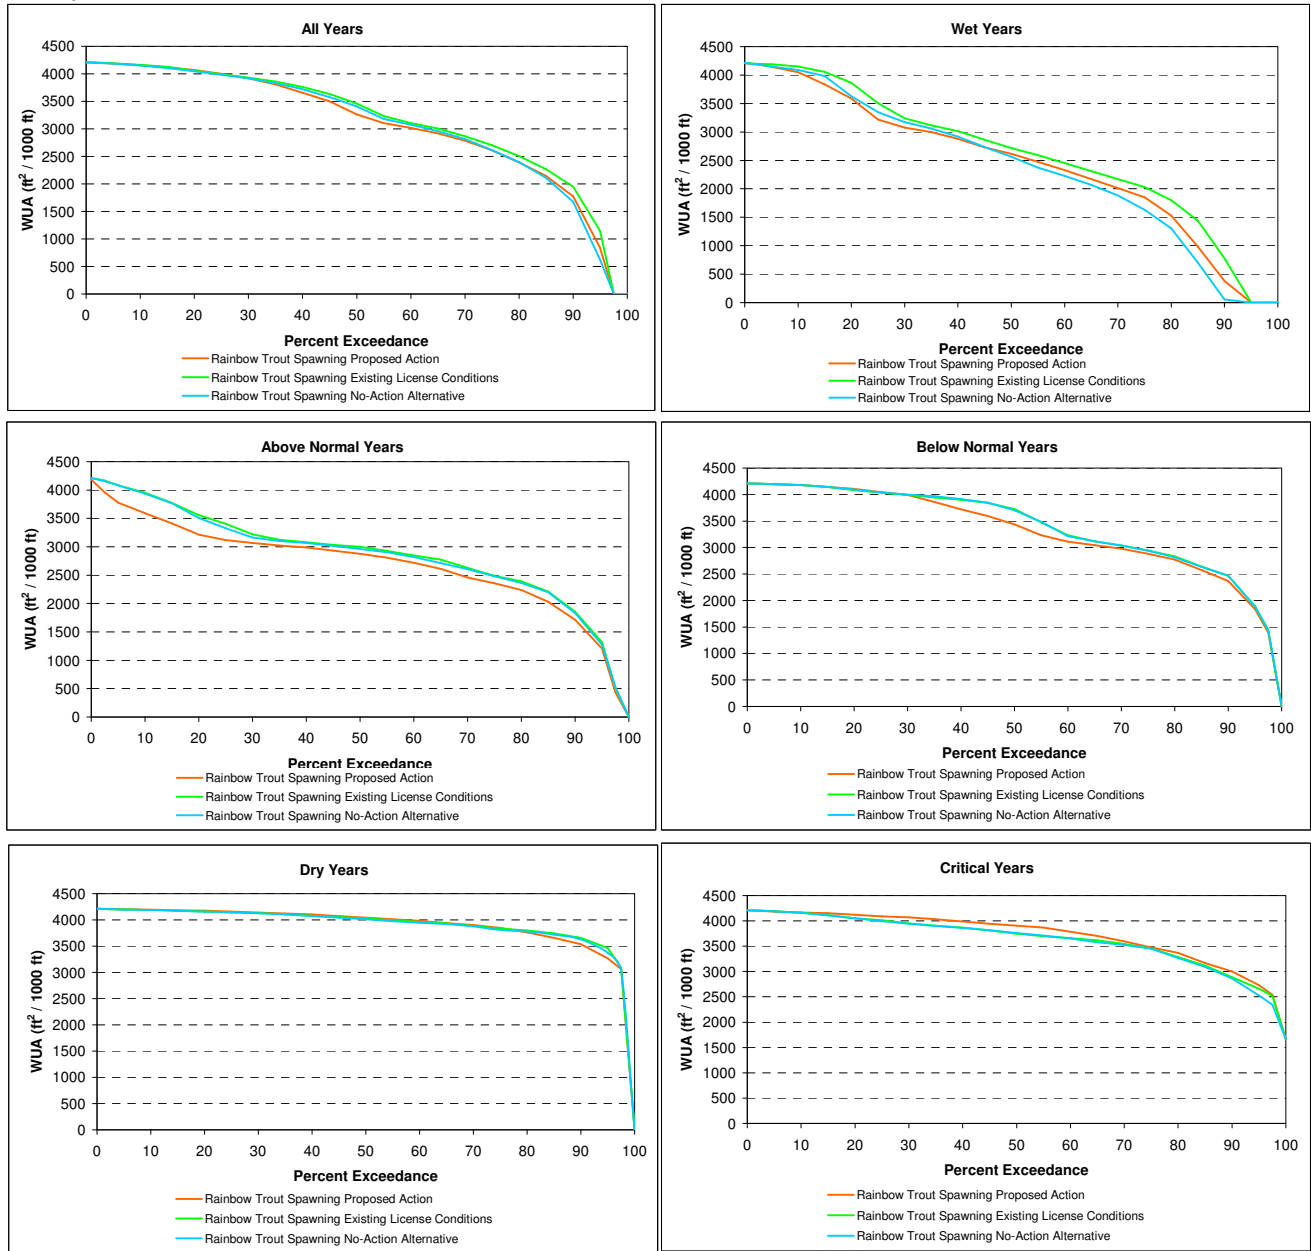 All Years
WUA (ft² / 1000 ft)
4500
4000
3500
3000
2500
2000
1500
1000
500
0
0 10 20 30 40 50 60 70 80 90 100
Percent Exceedance
Rainbow Trout Spawning Proposed Action
Rainbow Trout Spawning Existing License Conditions
Rainbow Trout Spawning No-Action Alternative
Wet Years
WUA (ft² / 1000 ft)
4500
4000
3500
3000
2500
2000
1500
1000
500
0
0 10 20 30 40 50 60 70 80 90 100
Percent Exceedance
Rainbow Trout Spawning Proposed Action
Rainbow Trout Spawning Existing License Conditions
Rainbow Trout Spawning No-Action Alternative
Above Normal Years
WUA (ft² / 1000 ft)
4500
4000
3500
3000
2500
2000
1500
1000
500
0
0 10 20 30 40 50 60 70 80 90 100
Percent Exceedance
Rainbow Trout Spawning Proposed Action
Rainbow Trout Spawning Existing License Conditions
Rainbow Trout Spawning No-Action Alternative
Below Normal Years
WUA (ft² / 1000 ft)
4500
4000
3500
3000
2500
2000
1500
1000
500
0
0 10 20 30 40 50 60 70 80 90 100
Percent Exceedance
Rainbow Trout Spawning Proposed Action
Rainbow Trout Spawning Existing License Conditions
Rainbow Trout Spawning No-Action Alternative
Dry Years
WUA (ft² / 1000 ft)
4500
4000
3500
3000
2500
2000
1500
1000
500
0
0 10 20 30 40 50 60 70 80 90 100
Percent Exceedance
Rainbow Trout Spawning Proposed Action
Rainbow Trout Spawning Existing License Conditions
Rainbow Trout Spawning No-Action Alternative
Critical Years
WUA (ft² / 1000 ft)
4500
4000
3500
3000
2500
2000
1500
1000
500
0
0 10 20 30 40 50 60 70 80 90 100
Percent Exceedance
Rainbow Trout Spawning Proposed Action
Rainbow Trout Spawning Existing License Conditions
Rainbow Trout Spawning No-Action Alternative